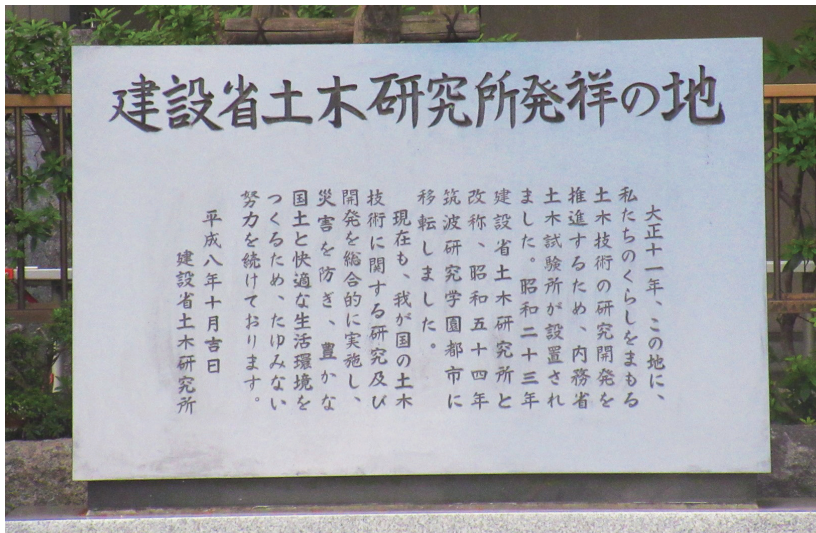 建設省土木研究所発祥の地
大正十一年、この地に、
私たちのくらしをまもる
土木技術の研究開発を
推進するため、内務省
土木試験所が設置され
ました。昭和二十三年
建設省土木研究所と
改称、昭和五十四年
筑波研究学園都市に
移転しました。
現在も、我が国の土木
技術に関する研究及び
開発を総合的に実施し、
災害を防ぎ、豊かな
国土と快適な生活環境を
つくるため、たゆみない
努力を続けております。
平成八年十月吉日
建設省土木研究所